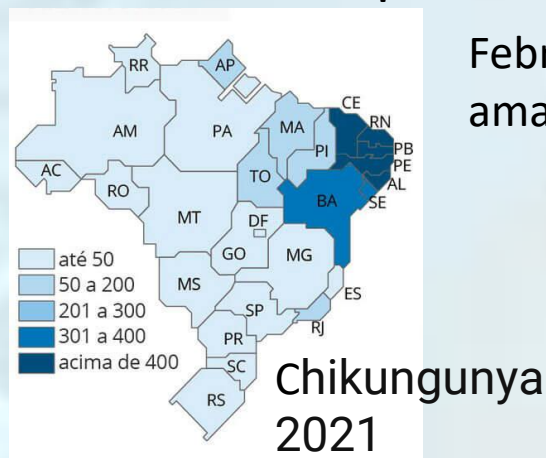 Febr
ama
RR
AP
AM
PA
MA
CE
RN
PI
PB
PE
AL
AC
RO
TO
SE
BA
MT
DF
GO
MG
MS
ES
SP
RJ
PR
SC
RS
até 50
50 a 200
201 a 300
301 a 400
acima de 400
Chikungunya
2021